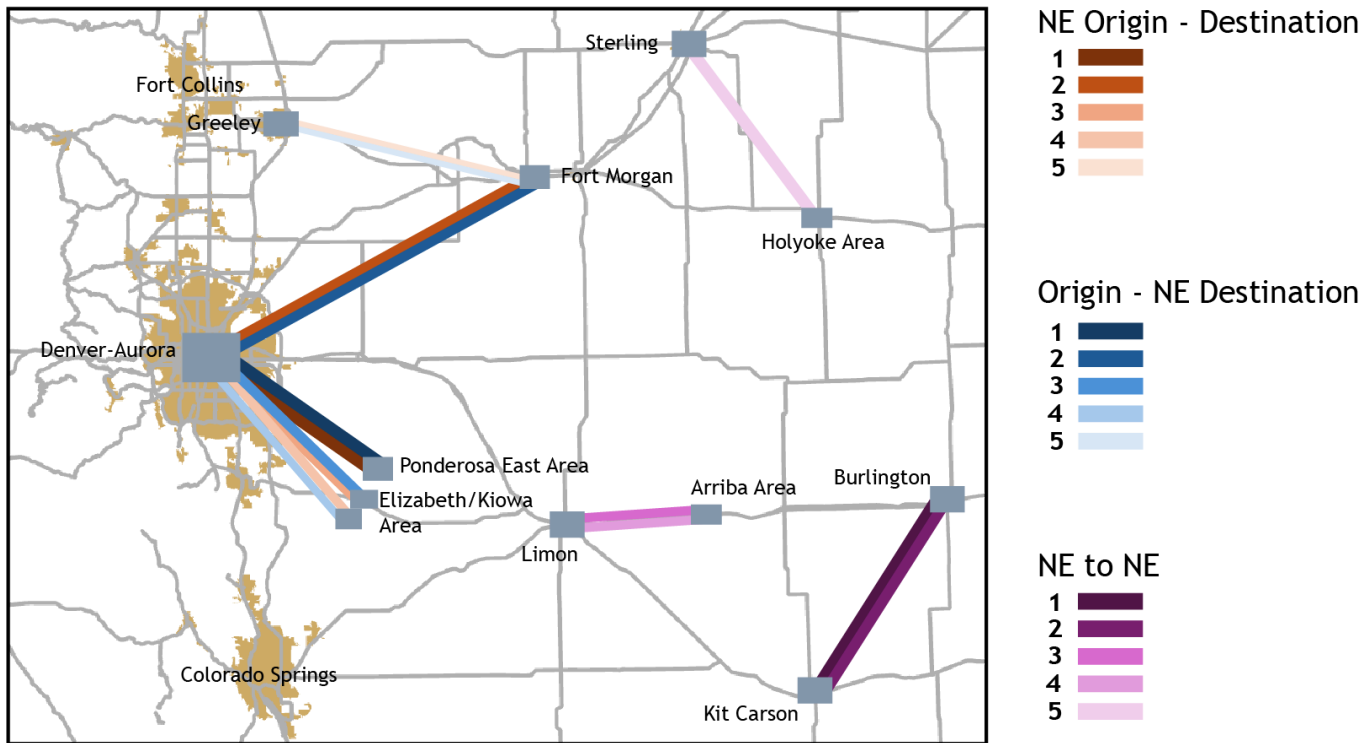 Sterling
Fort Collins
Greeley
Fort Morgan
Holyoke Area
Denver-Aurora
Ponderosa East Area
Elizabeth/Kiowa
Area
Burlington
Arriba Area
Limon
Colorado Springs
Kit Carson
NE Origin - Destination
1
2
3
4
5
Origin - NE Destination
1
2
3
4
5
NE to NE
1
2
3
4
5